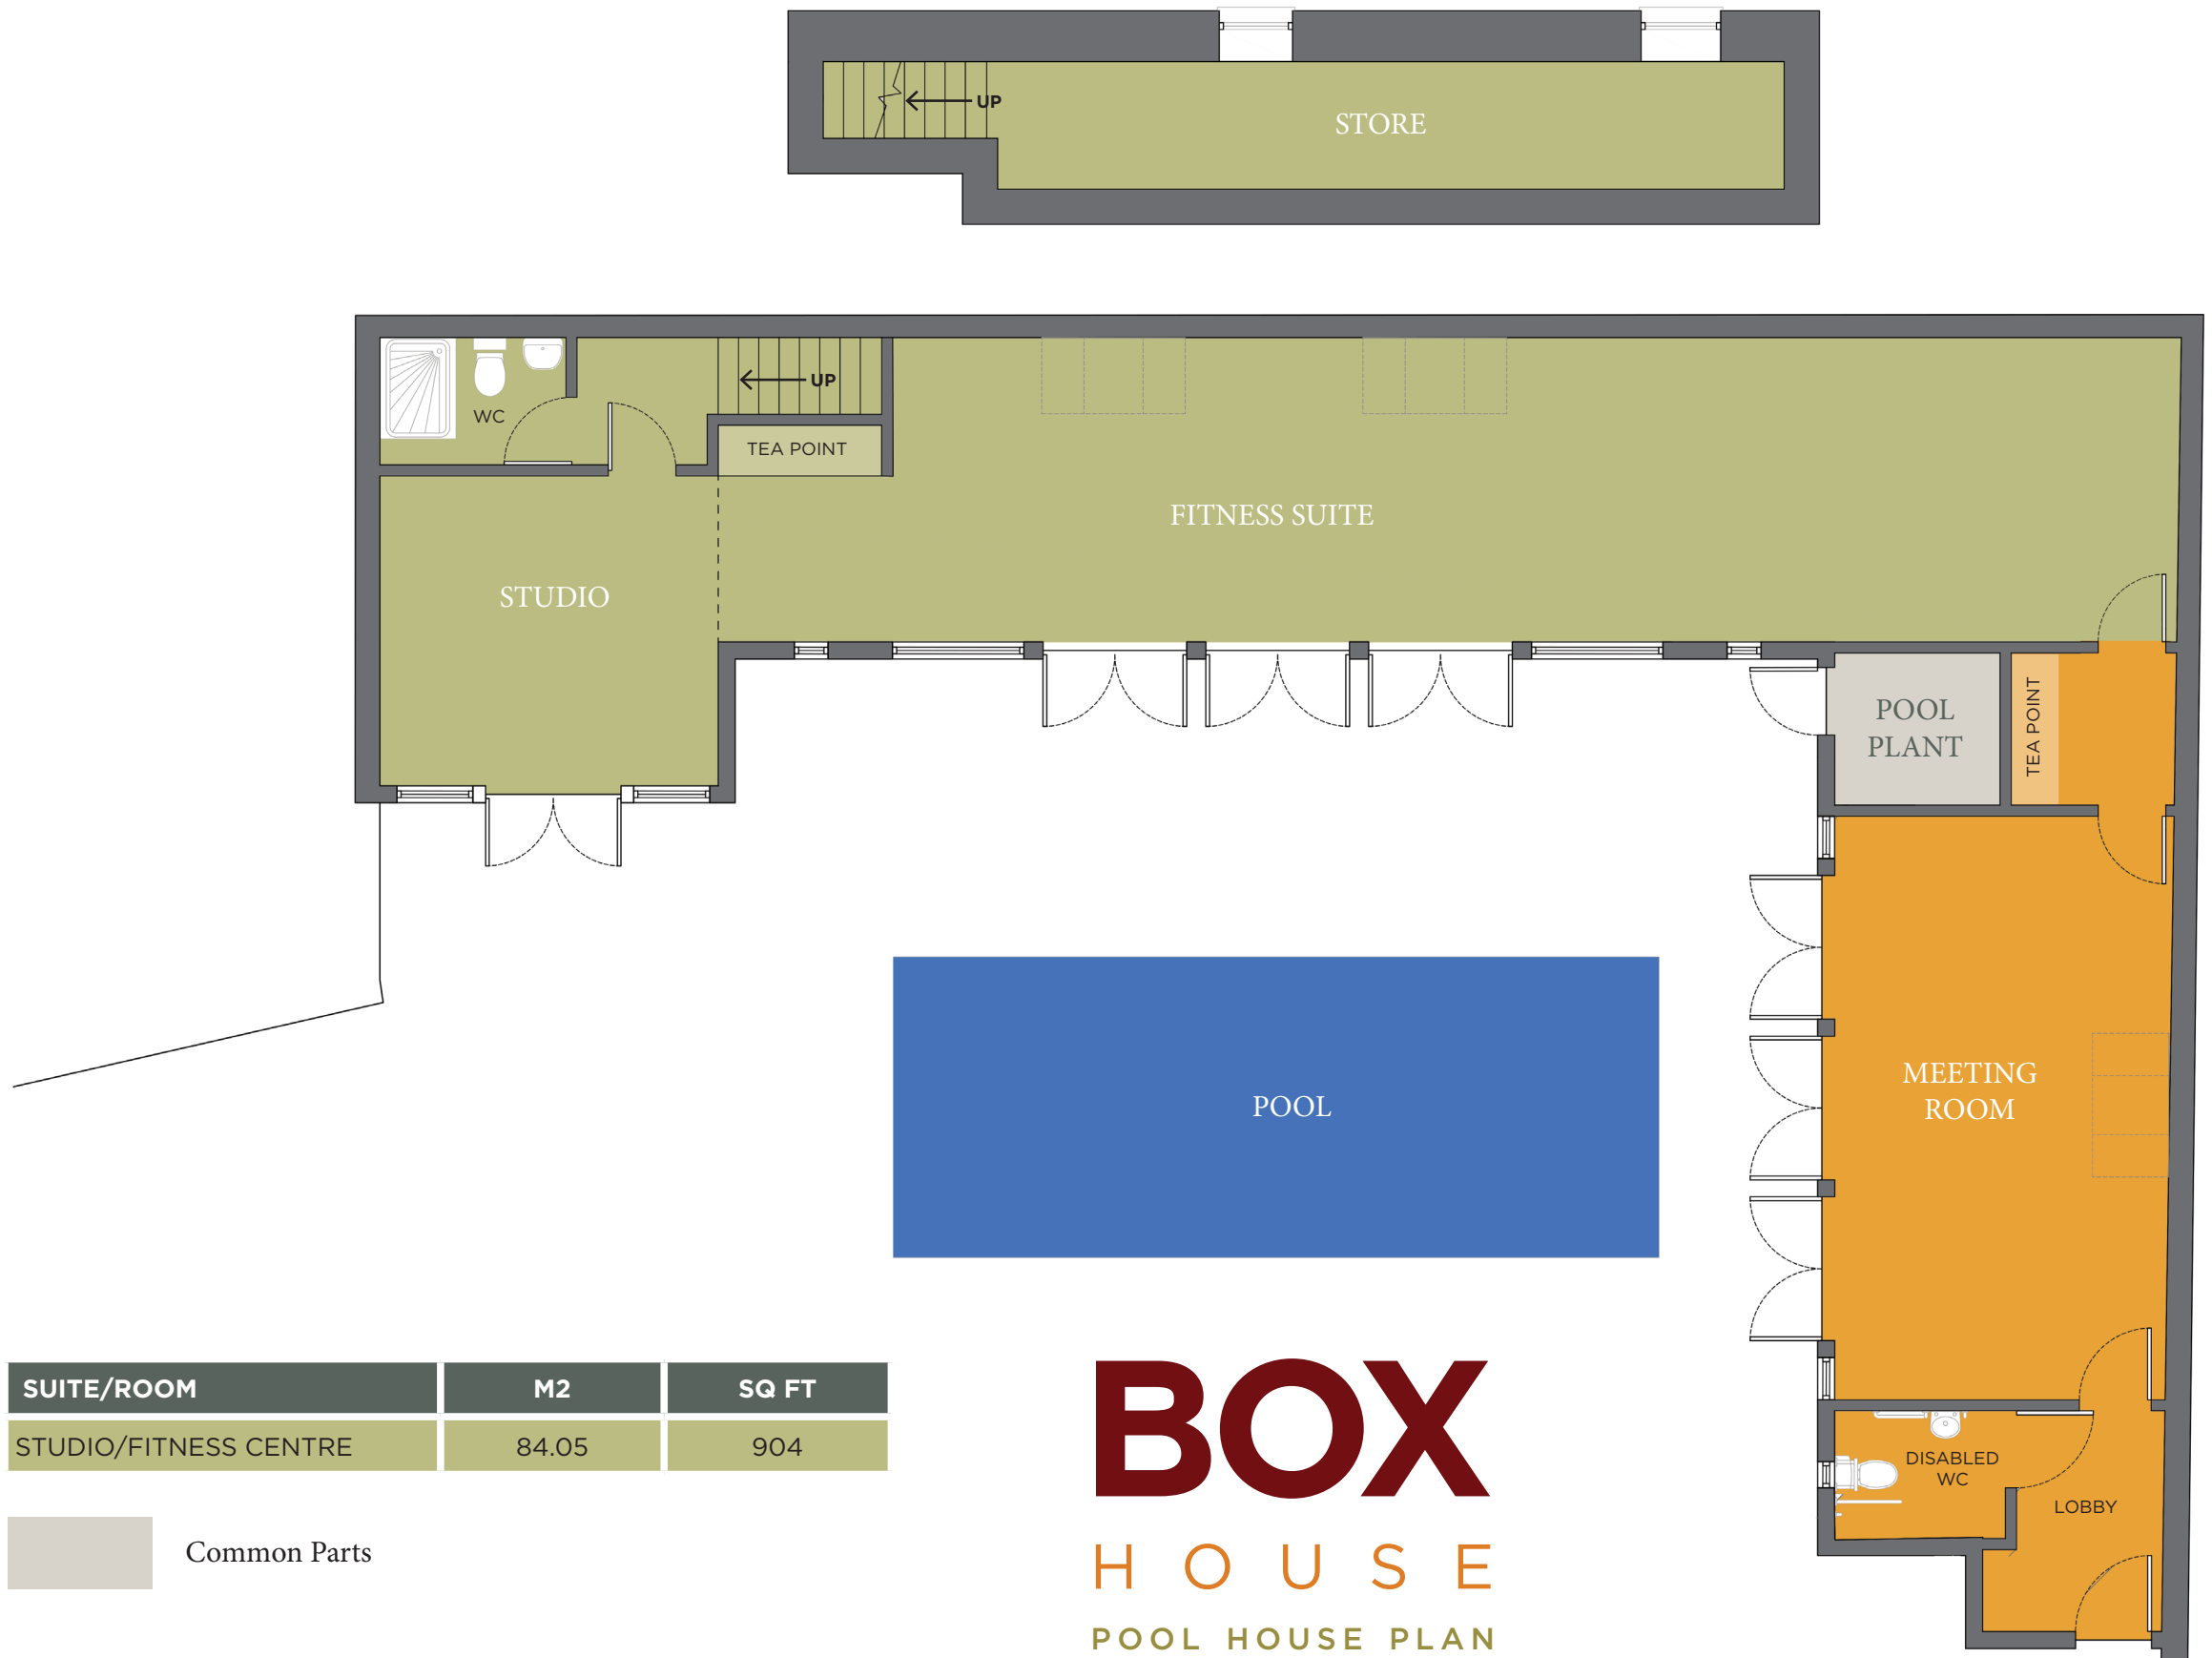 UP
STORE
WC
UP
TEA POINT
FITNESS SUITE
STUDIO
POOL
PLANT
TEA POINT
POOL
MEETING
ROOM
DISABLED
WC
LOBBY
SUITE/ROOM M2 SQ FT
STUDIO/FITNESS CENTRE 84.05 904
Common Parts
BOX
HOUSE
POOL HOUSE PLAN